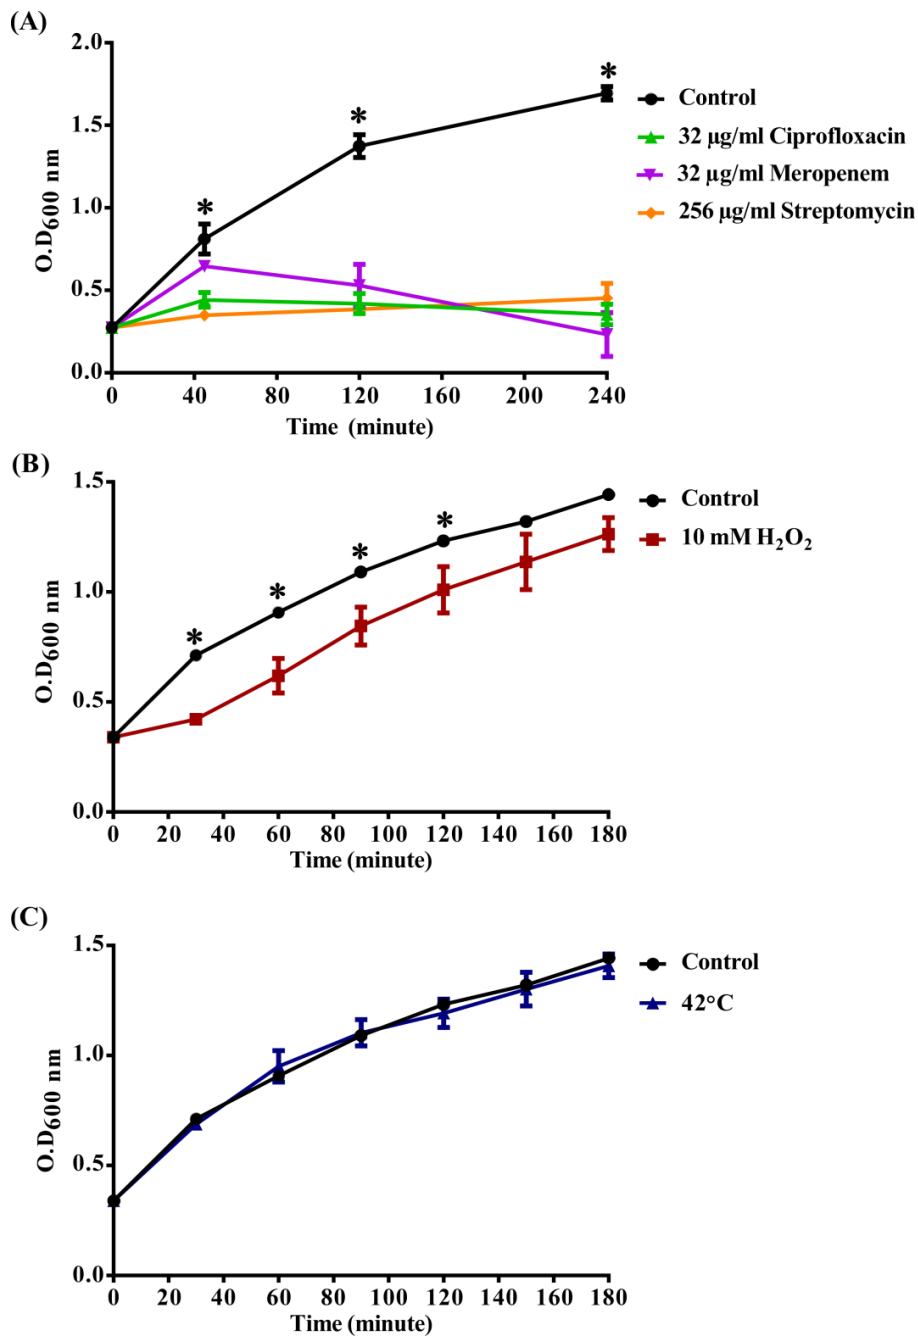 (A)
2.0
1.5
1.0
0.5
0.0
O.D600 nm
* * *
0 40 80 120 160 200 240
Time (minute)
Control
32 µg/ml Ciprofloxacin
32 µg/ml Meropenem
256 µg/ml Streptomycin
(B)
1.5
1.0
0.5
0.0
O.D600 nm
* * * *
0 20 40 60 80 100 120 140 160 180
Time (minute)
Control
10 mM H₂O₂
(C)
1.5
1.0
0.5
0.0
O.D600 nm
0 20 40 60 80 100 120 140 160 180
Time (minute)
Control
42°C